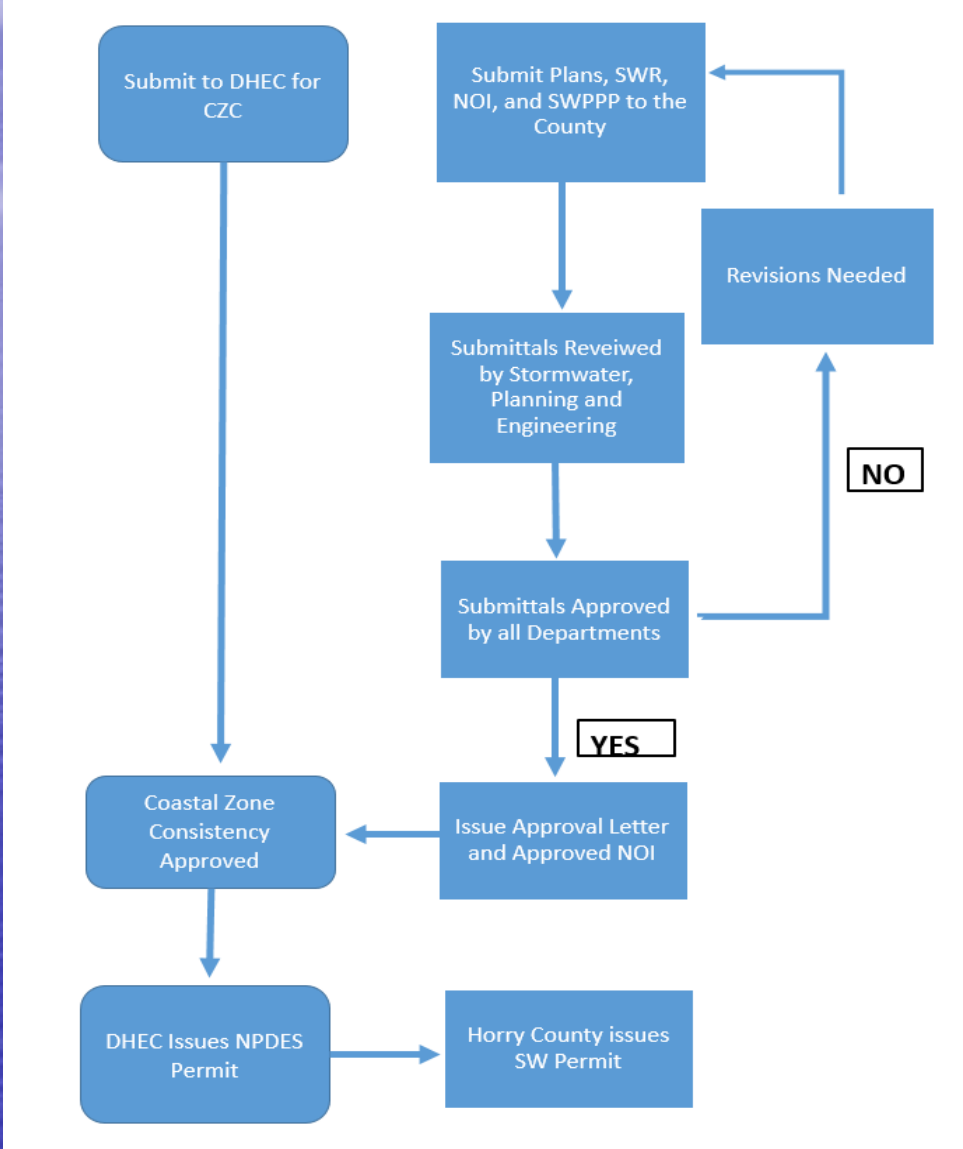 Submit to DHEC for
CZC
Submit Plans, SWR,
NOI, and SWPPP to the
County
Revisions Needed
Submittals Reveiwed
by Stormwater,
Planning and
Engineering
NO
Submittals Approved
by all Departments
YES
Coastal Zone
Consistency
Approved
Issue Approval Letter
and Approved NOI
DHEC Issues NPDES
Permit
Horry County issues
SW Permit